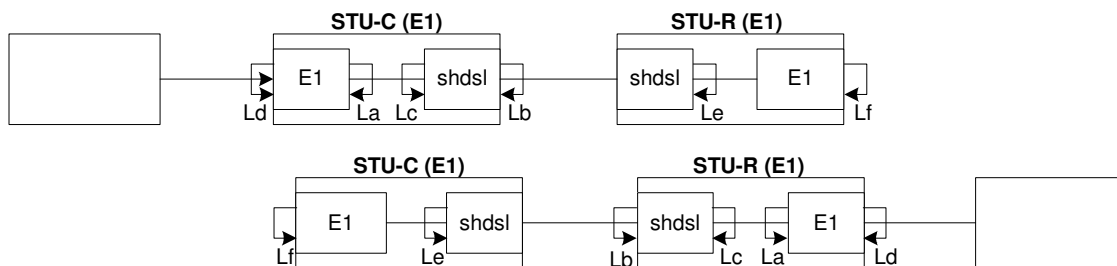 STU-C (E1) STU-R (E1)
E1 shdsl shdsl E1
Ld La Lc Lb Le Lf
STU-C (E1) STU-R (E1)
E1 shdsl shdsl E1
Lf Le Lb Lc La Ld